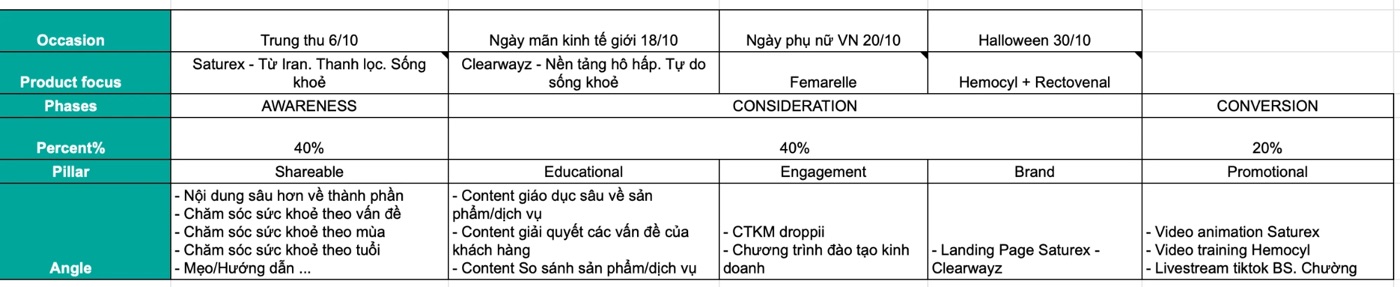 Occasion
Trung thu 6/10
Ngày mãn kinh tế giới 18/10
Ngày phụ nữ VN 20/10
Halloween 30/10
Product focus
Saturex - Từ Iran. Thanh lọc. Sống
khoẻ
Clearwayz - Nền tảng hô hấp. Tự do
sống khoẻ
Femarelle
Hemocyl + Rectovenal
Phases
AWARENESS
CONSIDERATION
CONVERSION
Percent%
40%
40%
20%
Pillar
Shareable
Educational
Engagement
Brand
Promotional
Angle
- Nội dung sâu hơn về thành phần
- Chăm sóc sức khoẻ theo vấn đề
- Chăm sóc sức khoẻ theo mùa
- Chăm sóc sức khoẻ theo tuổi
- Mẹo/Hướng dẫn ...
- Content giáo dục sâu về sản
phẩm/dịch vụ
- Content giải quyết các vấn đề của
khách hàng
- Content So sánh sản phẩm/dịch vụ
- CTKM droppii
- Chương trình đào tạo kinh
doanh
- Landing Page Saturex -
Clearwayz
- Video animation Saturex
- Video training Hemocyl
- Livestream tiktok BS. Chường